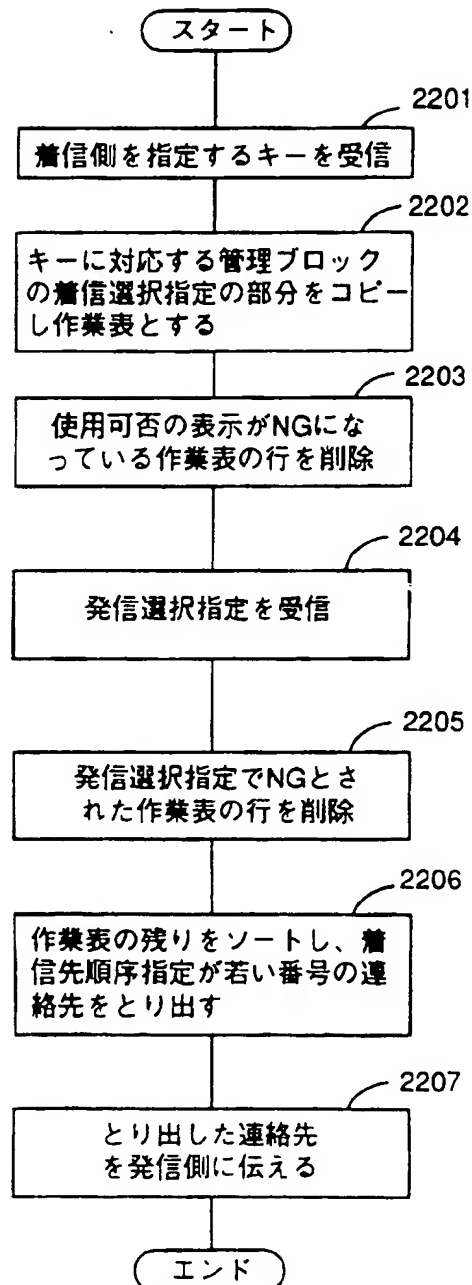 スタート
2201
着信側を指定するキーを受信
2202
キーに対応する管理ブロック
の着信選択指定の部分をコピー
し作業表とする
2203
使用可否の表示がNGにな
っている作業表の行を削除
2204
発信選択指定を受信
2205
発信選択指定でNGとさ
れた作業表の行を削除
2206
作業表の残りをソートし、着
信先順序指定が若い番号の連
絡先をとり出す
2207
とり出した連絡先
を発信側に伝える
エンド